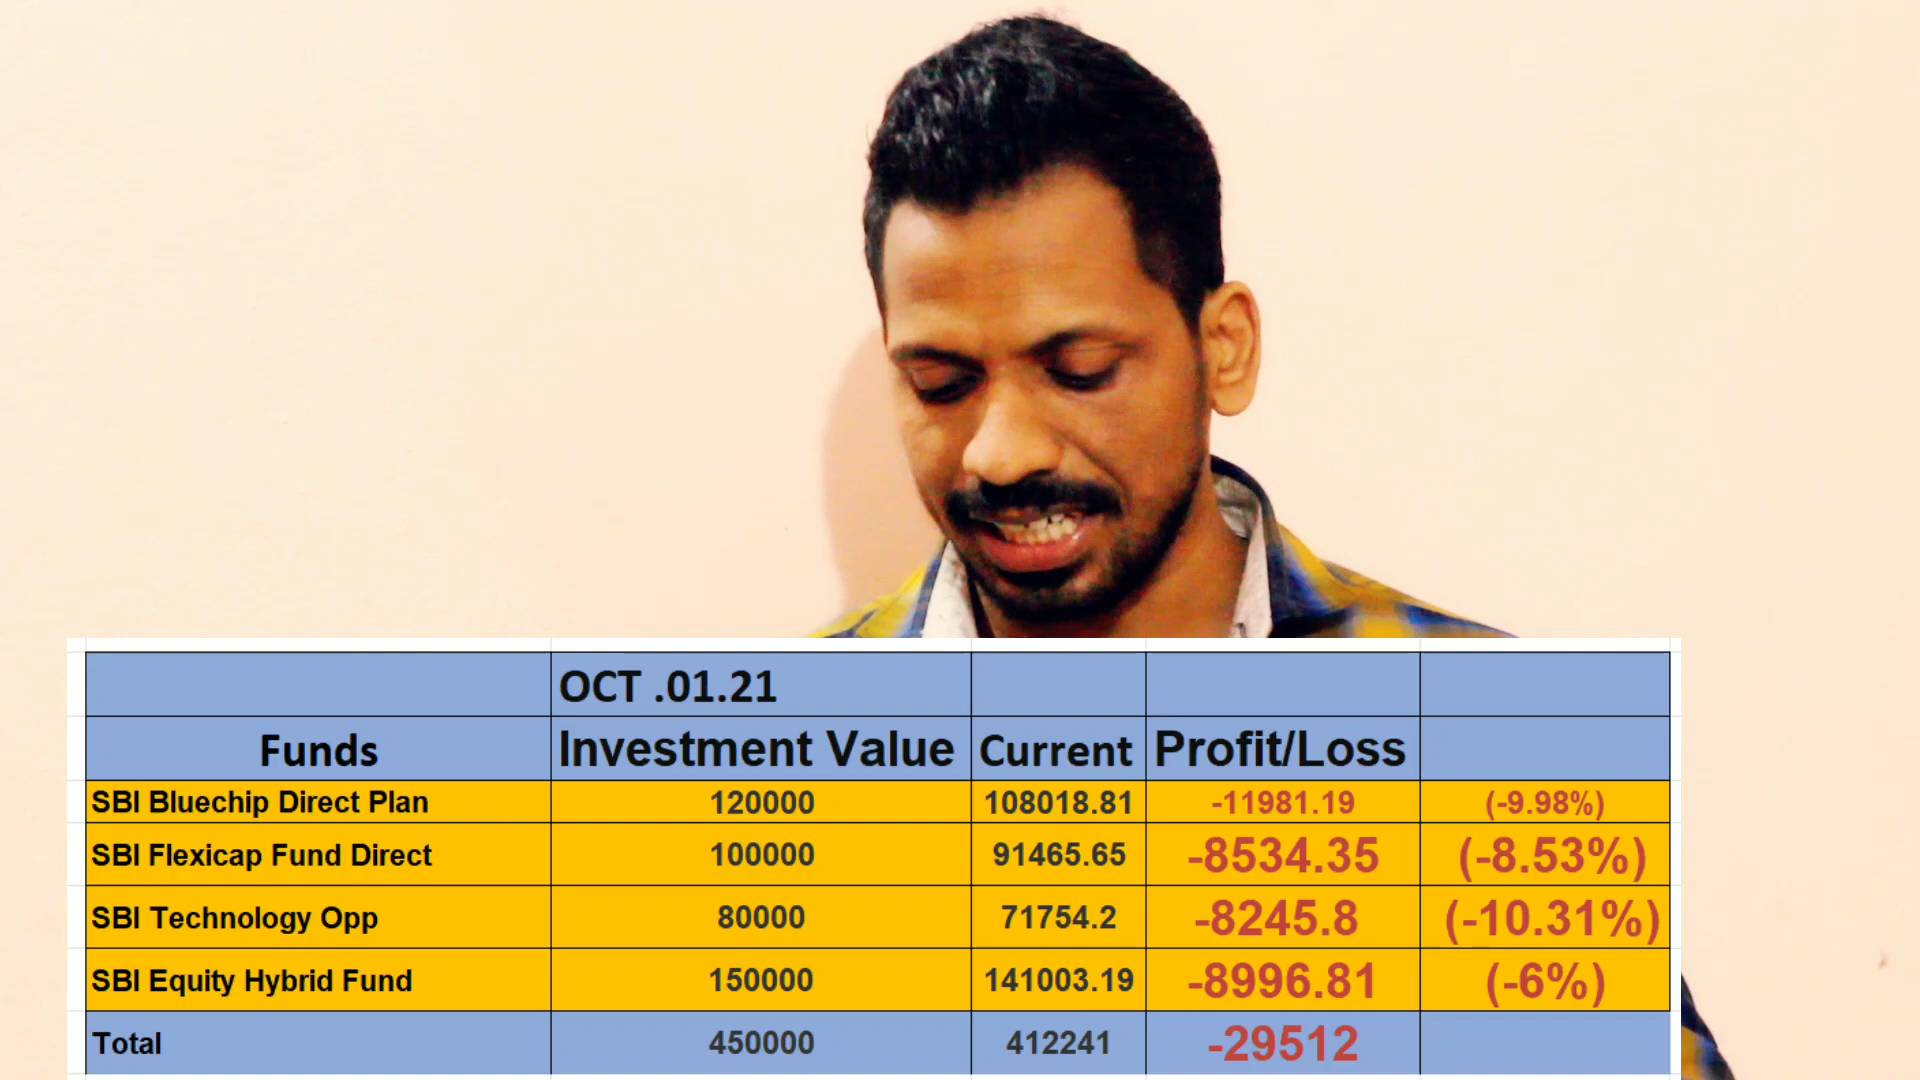 OCT .01.21
Funds Investment Value Current Profit/Loss
SBI Bluechip Direct Plan 120000 108018.81 -11981.19 (-9.98%)
SBI Flexicap Fund Direct 100000 91465.65 -8534.35 (-8.53%)
SBI Technology Opp 80000 71754.2 -8245.8 (-10.31%)
SBI Equity Hybrid Fund 150000 141003.19 -8996.81 (-6%)
Total 450000 412241 -29512